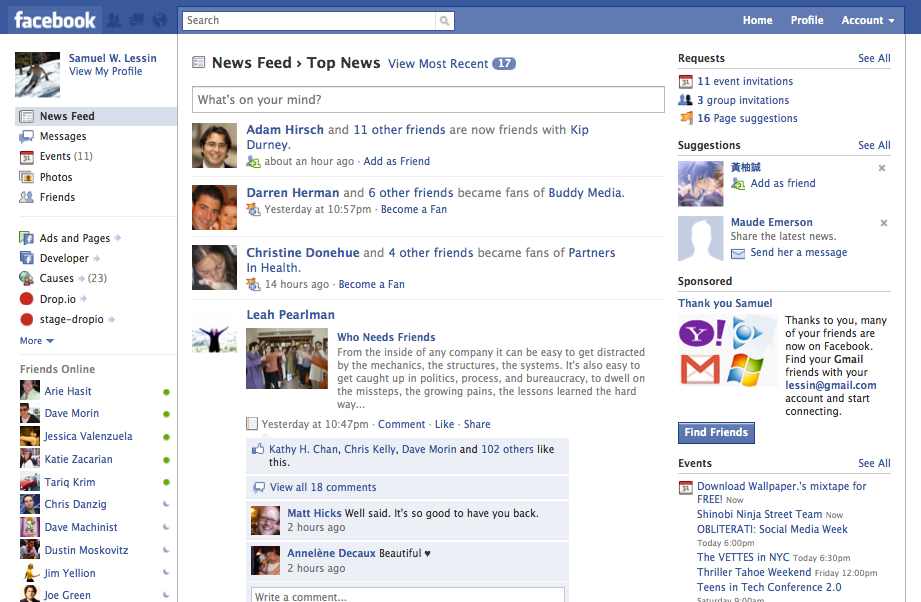 facebook
Search
Home Profile Account
Samuel W. Lessin
View My Profile
News Feed
Messages
Events (11)
Photos
Friends
Ads and Pages
Developer
Causes (23)
Drop.io
stage-dropio
More
Friends Online
Arie Hasit
Dave Morin
Jessica Valenzuela
Katie Zacarian
Tariq Krim
Chris Danzig
Dave Machinist
Dustin Moskovitz
Jim Yellion
Joe Green
News Feed › Top News View Most Recent 17
What's on your mind?
Adam Hirsch and 11 other friends are now friends with Kip
Durney.
about an hour ago · Add as Friend
Darren Herman and 6 other friends became fans of Buddy Media.
Yesterday at 10:57pm · Become a Fan
Christine Donehue and 4 other friends became fans of Partners
In Health.
14 hours ago · Become a Fan
Leah Pearlman
Who Needs Friends
From the inside of any company it can be easy to get distracted
by the mechanics, the structures, the systems. It's also easy to
get caught up in politics, process, and bureaucracy, to dwell on
the missteps, the growing pains, the lessons learned the hard
way...
Yesterday at 10:47pm · Comment · Like · Share
Kathy H. Chan, Chris Kelly, Dave Morin and 102 others like
this.
View all 18 comments
Matt Hicks Well said. It's so good to have you back.
2 hours ago
Annelène Decaux Beautiful ♥
2 hours ago
Write a comment...
Requests See All
31 11 event invitations
3 group invitations
16 Page suggestions
Suggestions See All
黃柚誠
Add as friend
Maude Emerson
Share the latest news.
Send her a message
Sponsored
Thank you Samuel
Y!
Thanks to you, many
of your friends are
now on Facebook.
Find your Gmail
friends with your
lessin@gmail.com
account and start
connecting.
Find Friends
Events See All
31 Download Wallpaper.'s mixtape for
FREE! Now
Shinobi Ninja Street Team Now
OBLITERATI: Social Media Week
Today 6:00pm
The VETTES in NYC Today 6:30pm
Thriller Tahoe Weekend Friday 12:00pm
Teens in Tech Conference 2.0
Saturday 9:00am